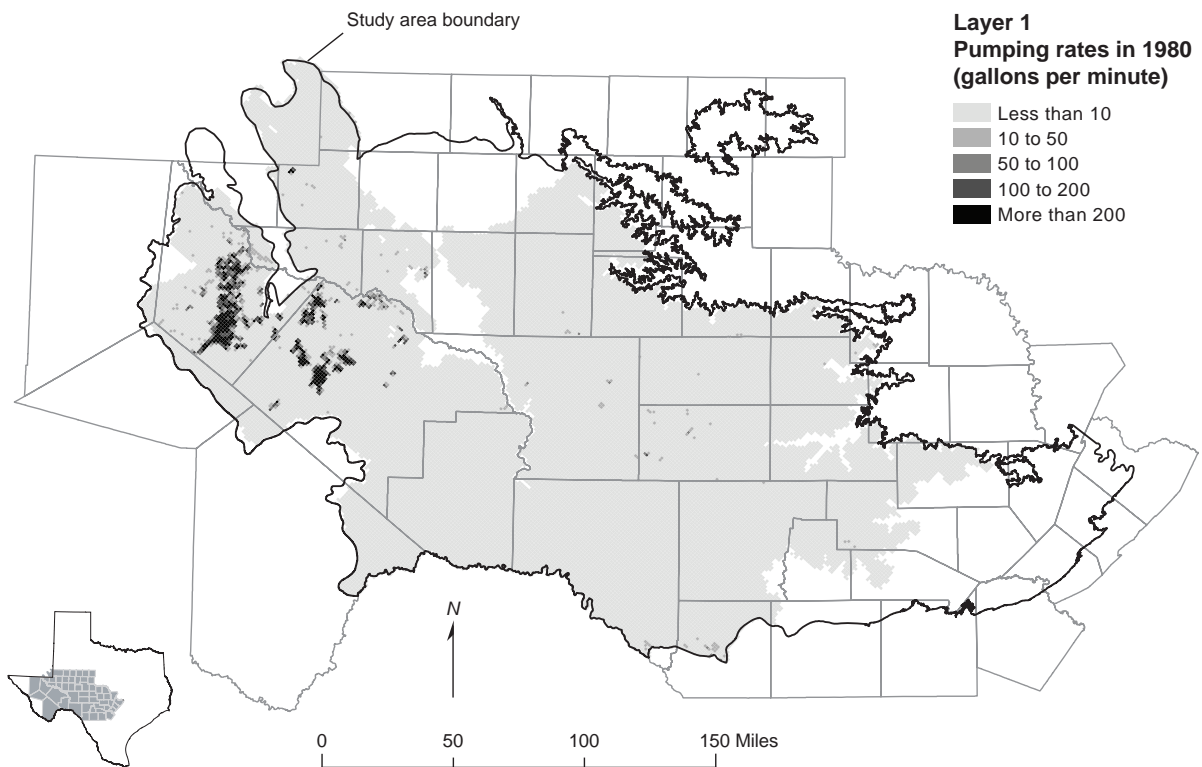 Study area boundary
Layer 1
Pumping rates in 1980
(gallons per minute)
Less than 10
10 to 50
50 to 100
100 to 200
More than 200
N
0 50 100 150 Miles